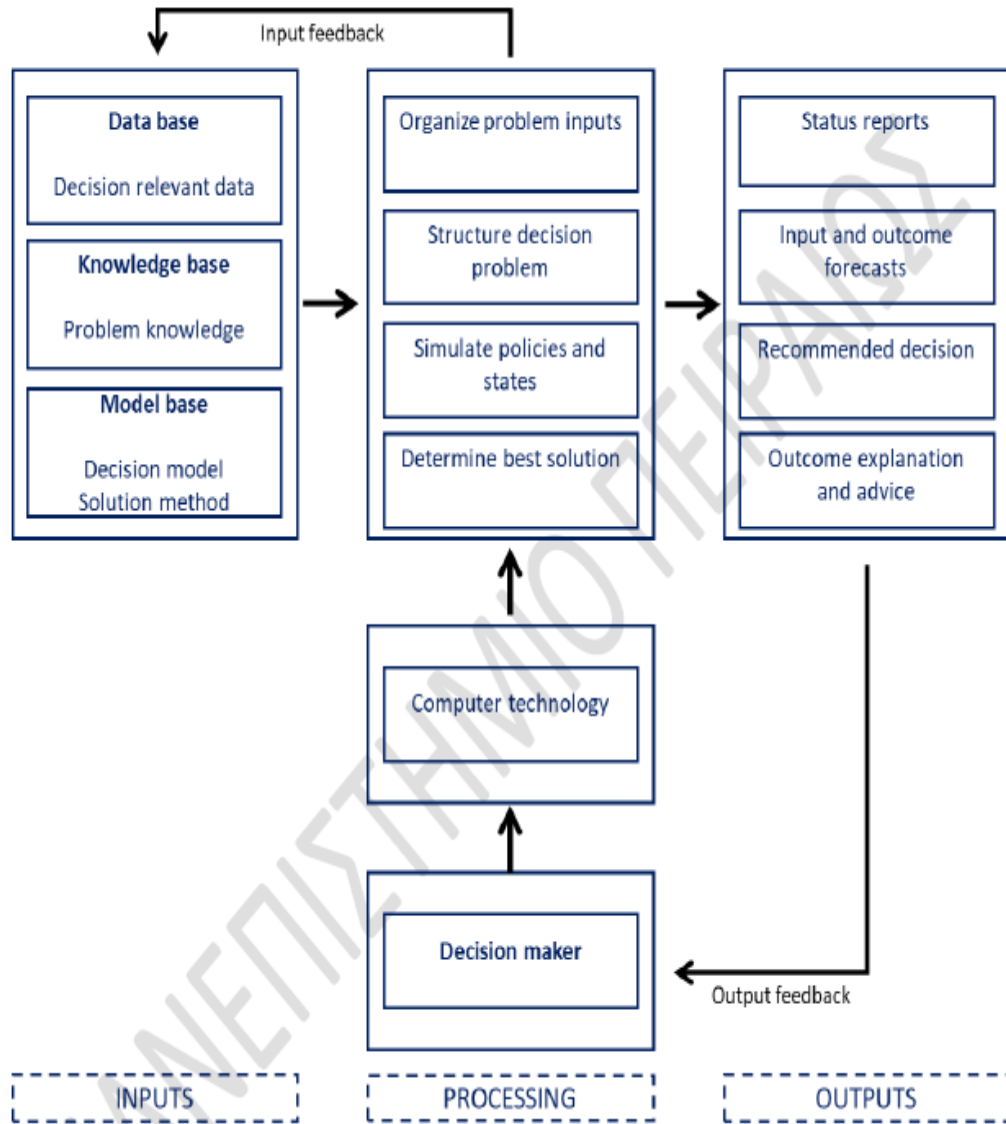 Input feedback
Data base
Decision relevant data
Knowledge base
Problem knowledge
Model base
Decision model
Solution method
Organize problem inputs
Structure decision
problem
Simulate policies and
states
Determine best solution
Status reports
Input and outcome
forecasts
Recommended decision
Outcome explanation
and advice
Computer technology
Decision maker
Output feedback
INPUTS
PROCESSING
OUTPUTS
ΑΝΕΠΙΣΤΗΜΙΟ ΠΕΙΡΑΙΩΣ